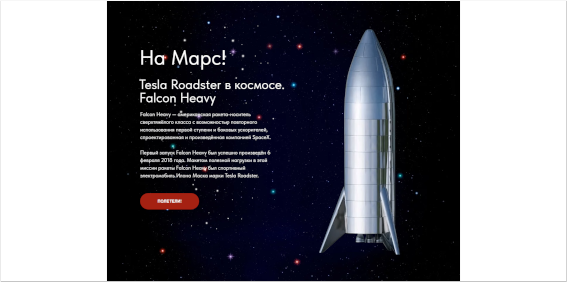 На Марс!
Tesla Roadster в космосе.
Falcon Heavy
Falcon Heavy — американская ракета-носитель
сверхтяжёлого класса с возможностью повторного
использования первой ступени и боковых ускорителей,
спроектированная и произведённая компанией SpaceX.
Первый запуск Falcon Heavy был успешно произведён 6
февраля 2018 года. Макетом полезной нагрузки в этой
миссии ракеты Falcon Heavy был спортивный
электромобиль Илона Маска марки Tesla Roadster.
ПОЛЕТЕЛИ!